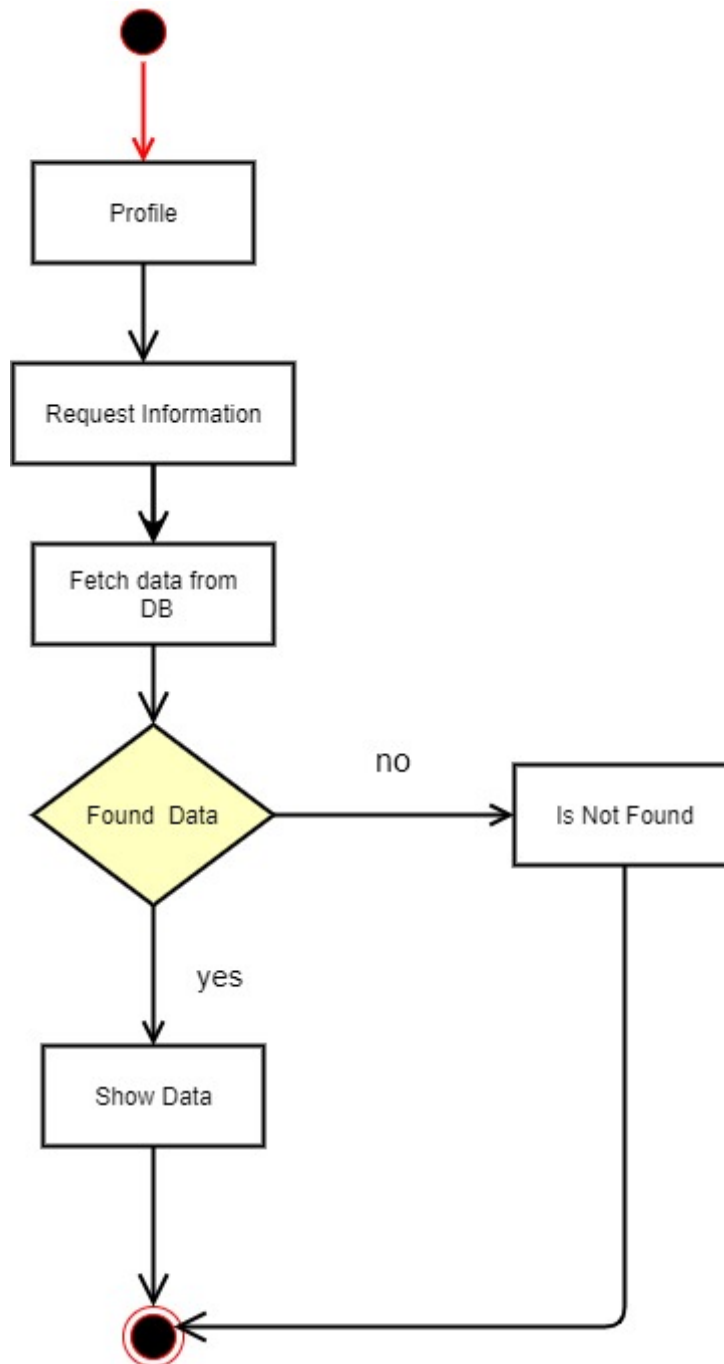 Profile
Request Information
Fetch data from
DB
Found  Data
no
Is Not Found
yes
Show Data